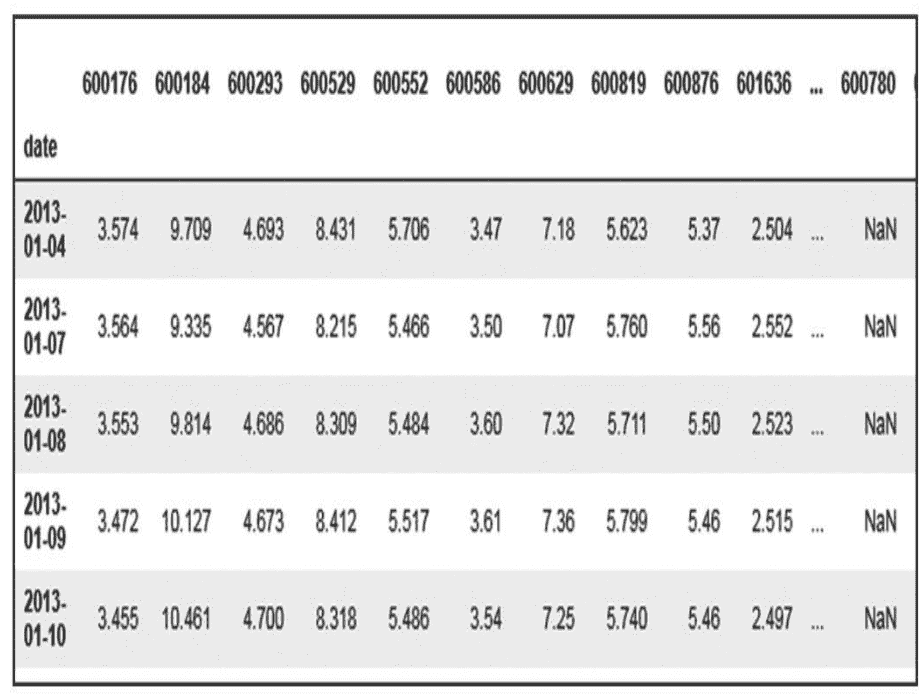 600176 600184 600293 600529 600552 600586 600629 600819 600876 601636 ... 600780
date
2013-
01-04 3.574 9.709 4.693 8.431 5.706 3.47 7.18 5.623 5.37 2.504 ... NaN
2013-
01-07 3.564 9.335 4.567 8.215 5.466 3.50 7.07 5.760 5.56 2.552 ... NaN
2013-
01-08 3.553 9.814 4.686 8.309 5.484 3.60 7.32 5.711 5.50 2.523 ... NaN
2013-
01-09 3.472 10.127 4.673 8.412 5.517 3.61 7.36 5.799 5.46 2.515 ... NaN
2013-
01-10 3.455 10.461 4.700 8.318 5.486 3.54 7.25 5.740 5.46 2.497 ... NaN